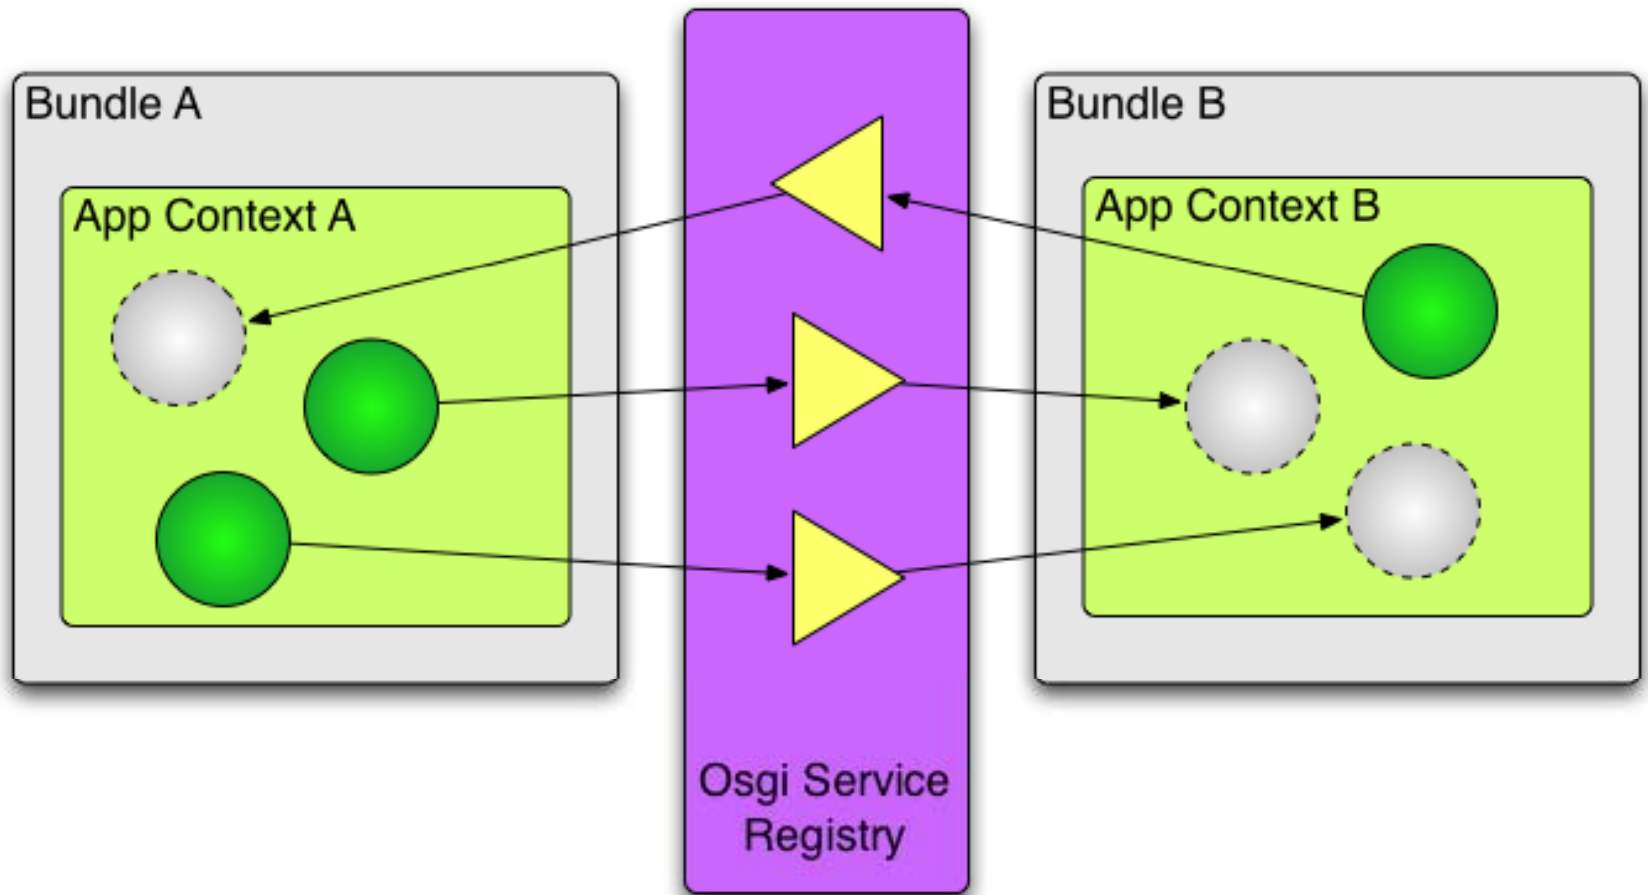 Bundle A
App Context A
Bundle B
App Context B
Osgi Service
Registry